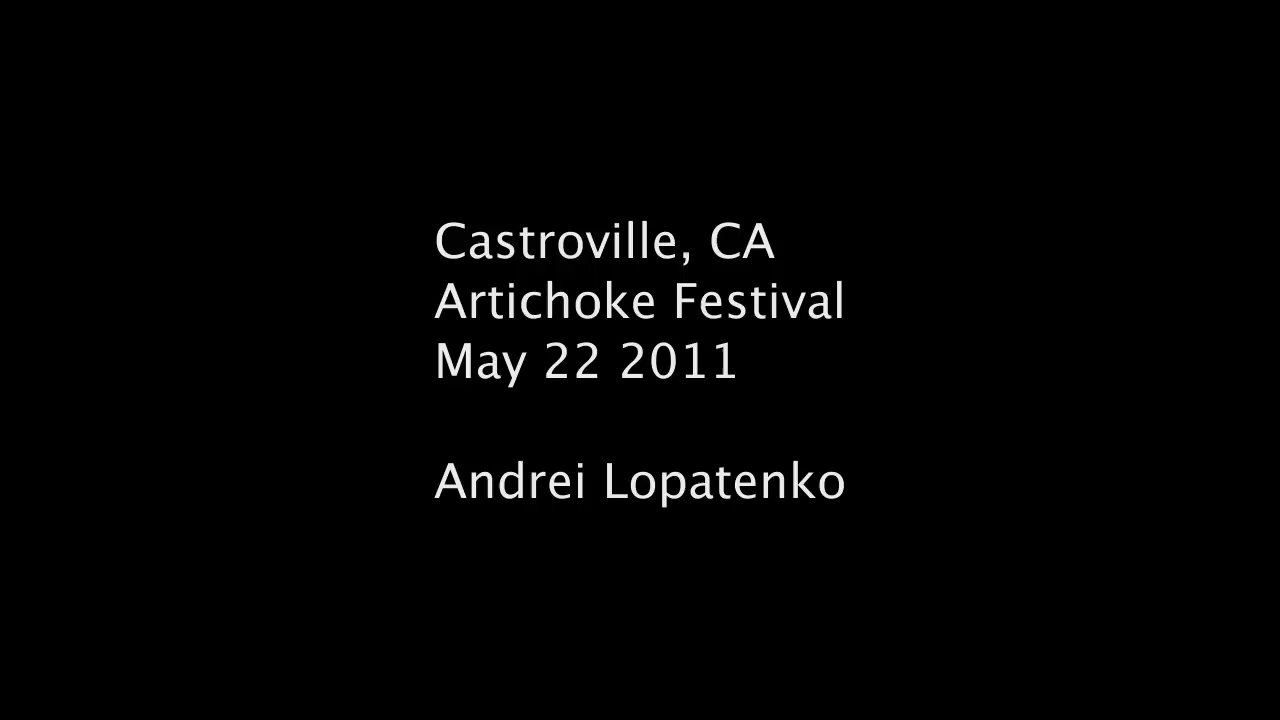 Castroville, CA
Artichoke Festival
May 22 2011
Andrei Lopatenko